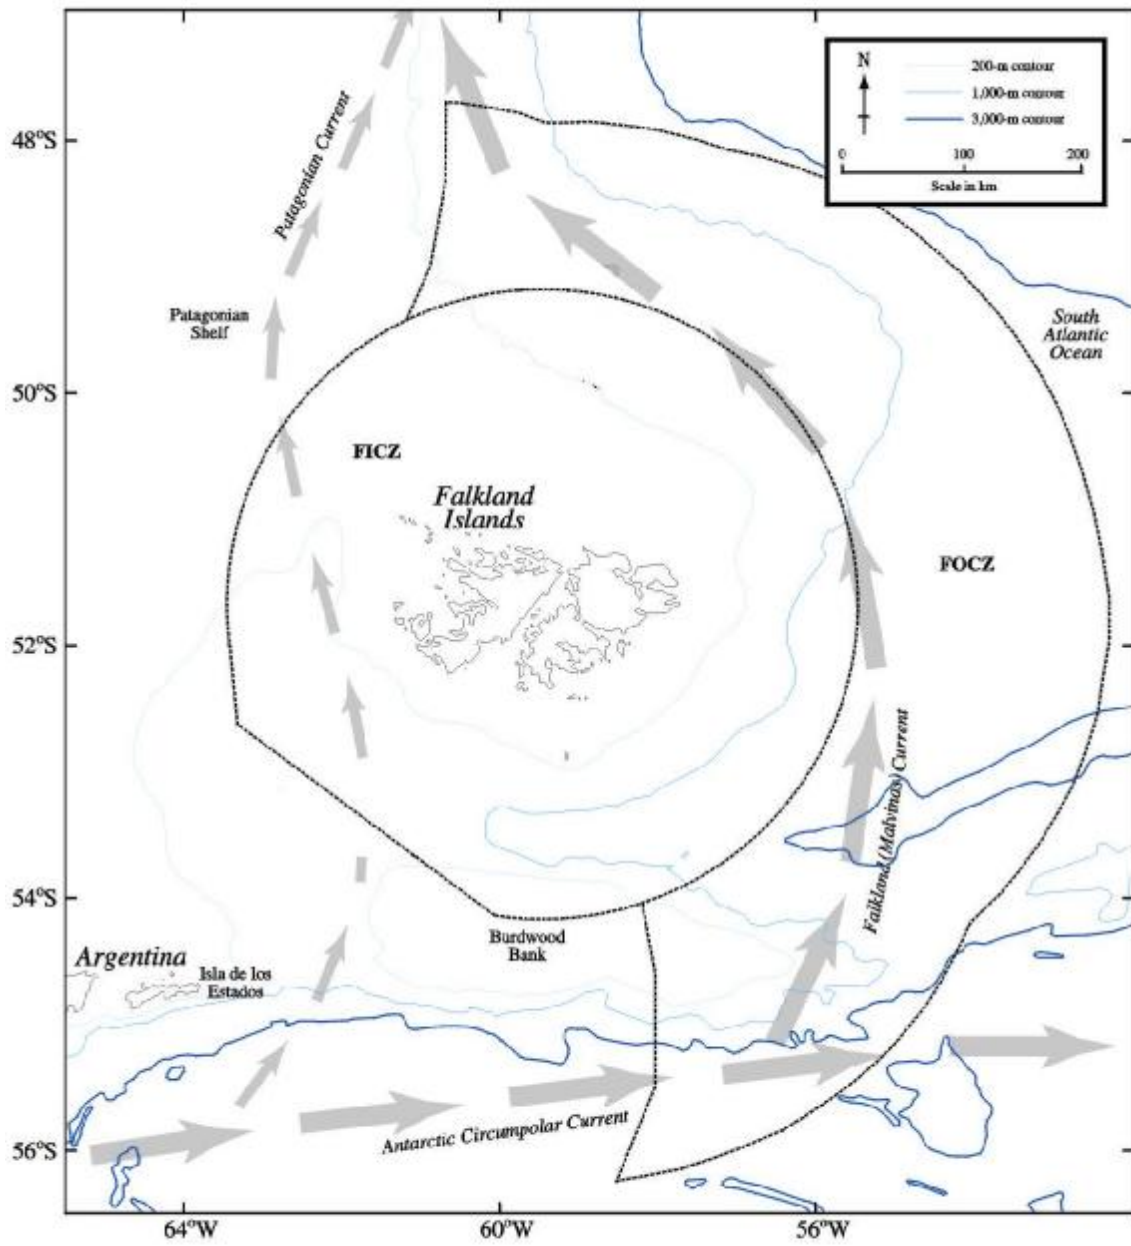 N
200-m contour
1,000-m contour
3,000-m contour
0 100 200
Scale in km
48°S
50°S
52°S
54°S
56°S
64°W
60°W
56°W
Patagonian Current
Patagonian
Shelf
South
Atlantic
Ocean
FICZ
Falkland
Islands
FOCZ
Falkland (Malvinas) Current
Burdwood
Bank
Argentina
Isla de los
Estados
Antarctic Circumpolar Current